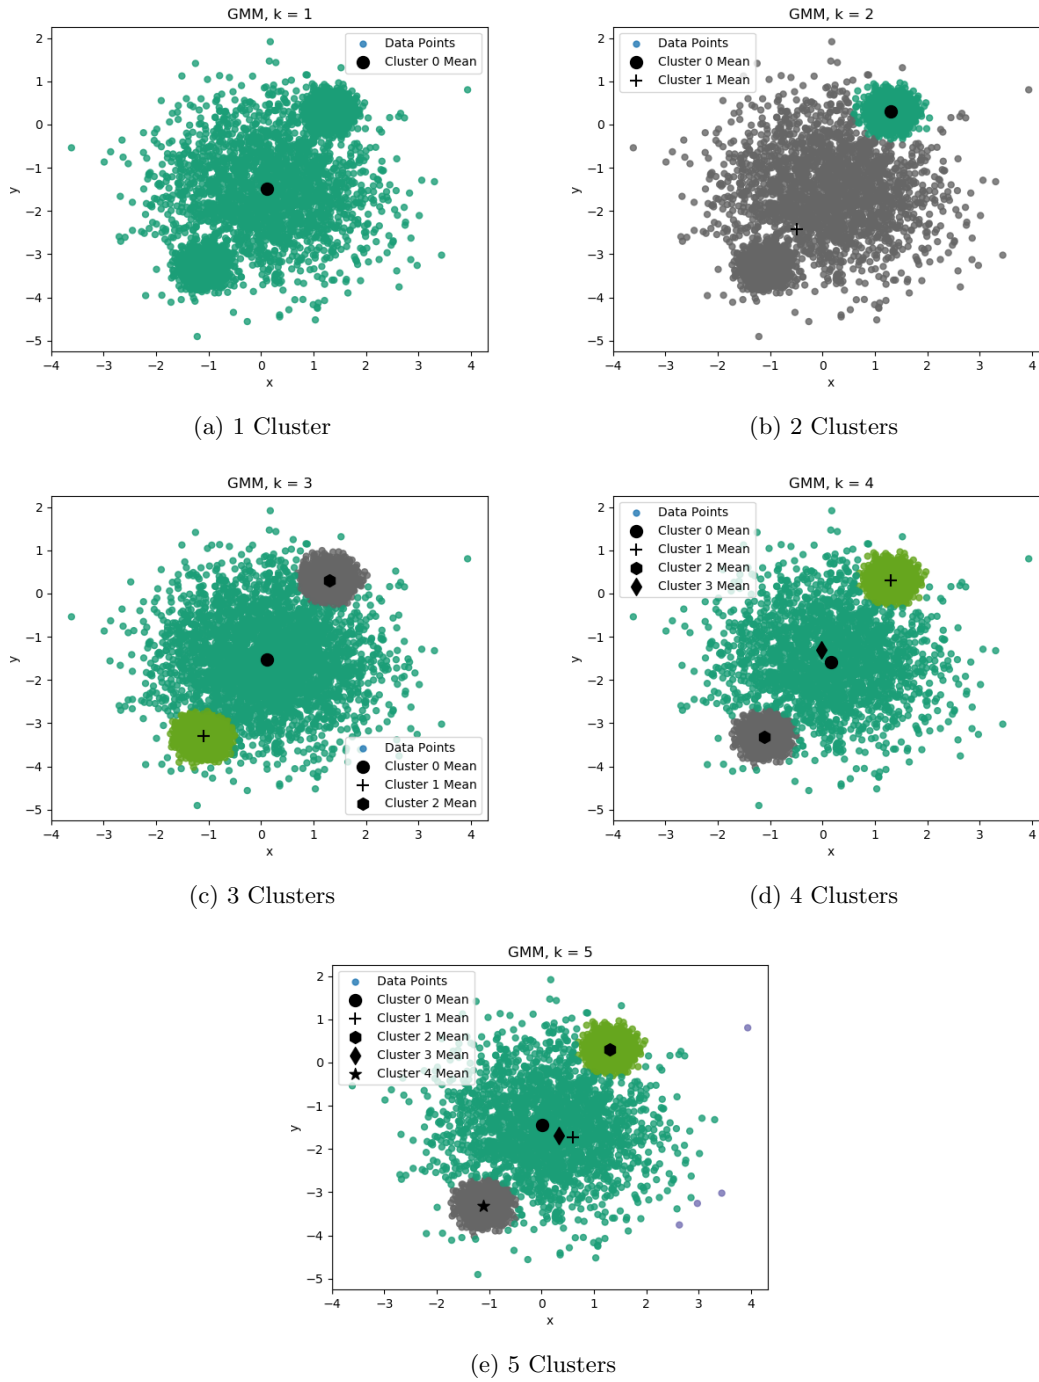 GMM, k = 1
Data Points
Cluster 0 Mean
2
1
0
−1
−2
−3
−4
−5
y
−4 −3 −2 −1 0 1 2 3 4
x
(a) 1 Cluster
GMM, k = 2
Data Points
Cluster 0 Mean
Cluster 1 Mean
2
1
0
−1
−2
−3
−4
−5
y
−4 −3 −2 −1 0 1 2 3 4
x
(b) 2 Clusters
GMM, k = 3
2
1
0
−1
−2
−3
−4
−5
y
Data Points
Cluster 0 Mean
Cluster 1 Mean
Cluster 2 Mean
−4 −3 −2 −1 0 1 2 3 4
x
(c) 3 Clusters
GMM, k = 4
Data Points
Cluster 0 Mean
Cluster 1 Mean
Cluster 2 Mean
Cluster 3 Mean
2
1
0
−1
−2
−3
−4
−5
y
−4 −3 −2 −1 0 1 2 3 4
x
(d) 4 Clusters
GMM, k = 5
Data Points
Cluster 0 Mean
Cluster 1 Mean
Cluster 2 Mean
Cluster 3 Mean
Cluster 4 Mean
2
1
0
−1
−2
−3
−4
−5
y
−4 −3 −2 −1 0 1 2 3 4
x
(e) 5 Clusters